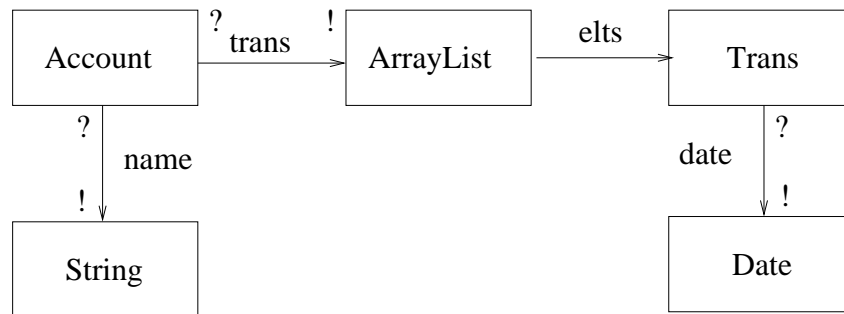 ? ! elts
trans
Account ArrayList Trans
? ?
name date
! !
String Date